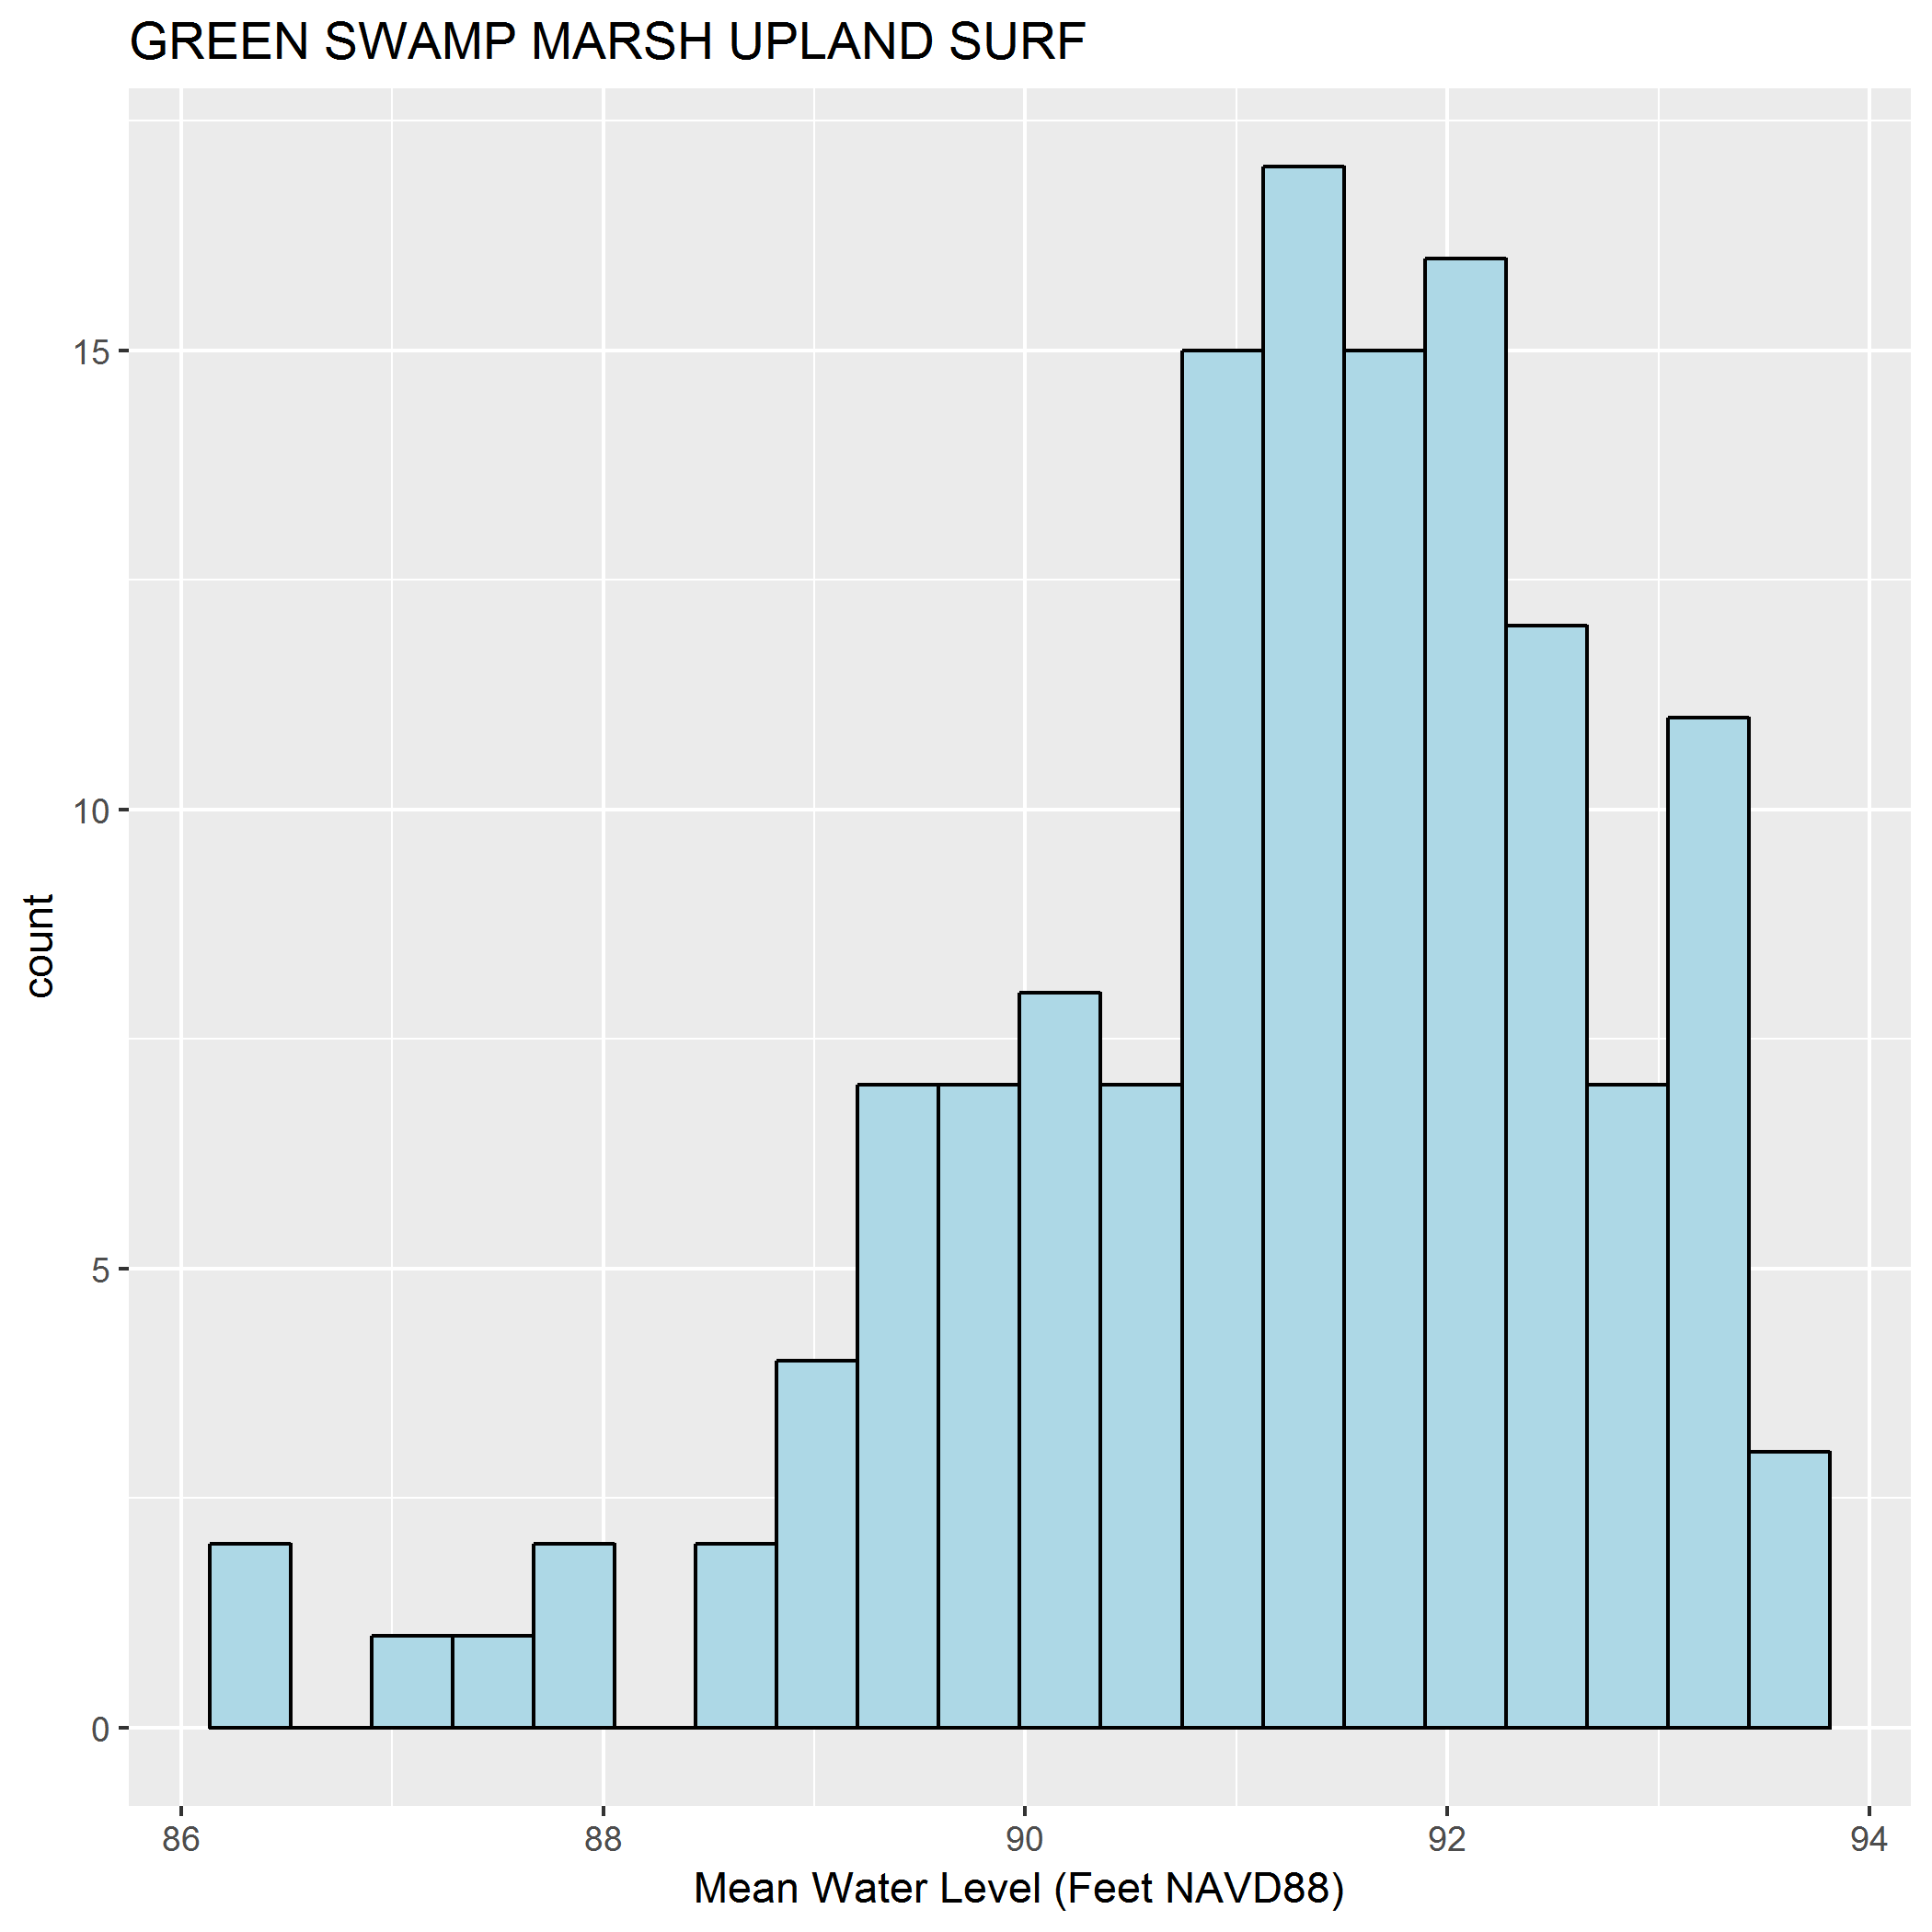 GREEN SWAMP MARSH UPLAND SURF
15
10
5
0
count
86 88 90 92 94
Mean Water Level (Feet NAVD88)